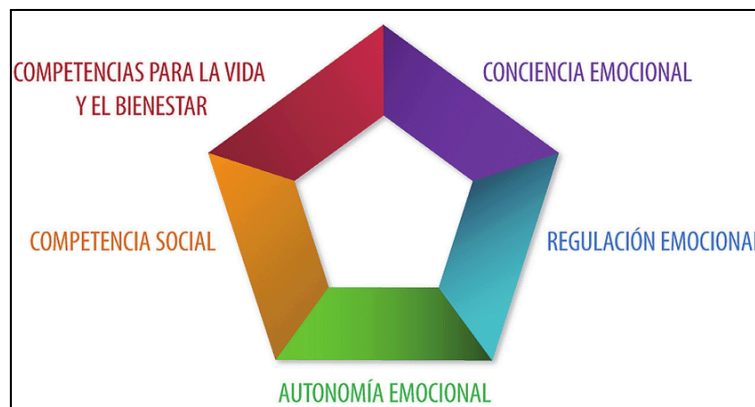 COMPETENCIAS PARA LA VIDA
Y EL BIENESTAR
CONCIENCIA EMOCIONAL
COMPETENCIA SOCIAL
REGULACIÓN EMOCIONAL
AUTONOMÍA EMOCIONAL